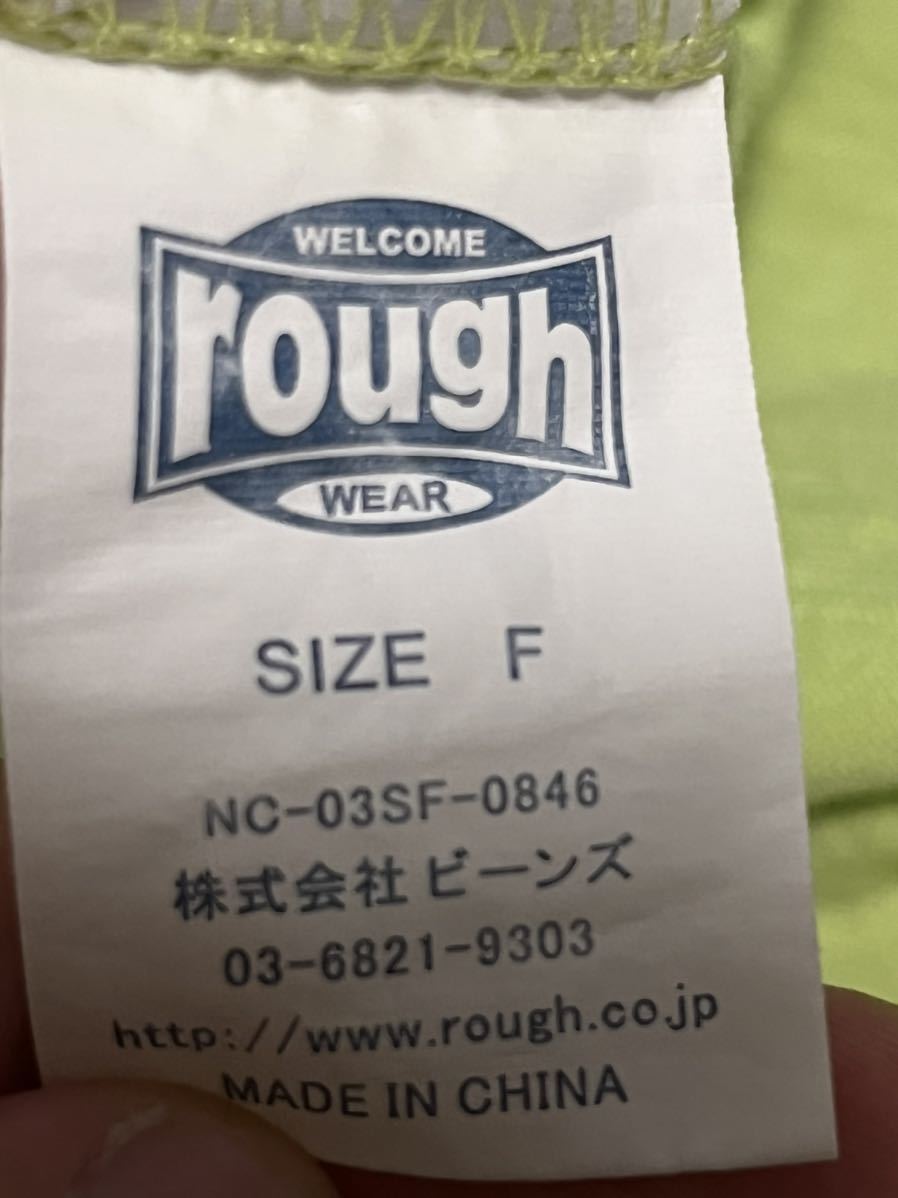 WELCOME
rough
WEAR
SIZE F
NC-03SF-0846
株式会社 ビーンズ
03-6821-9303
http://www.rough.co.jp
MADE IN CHINA